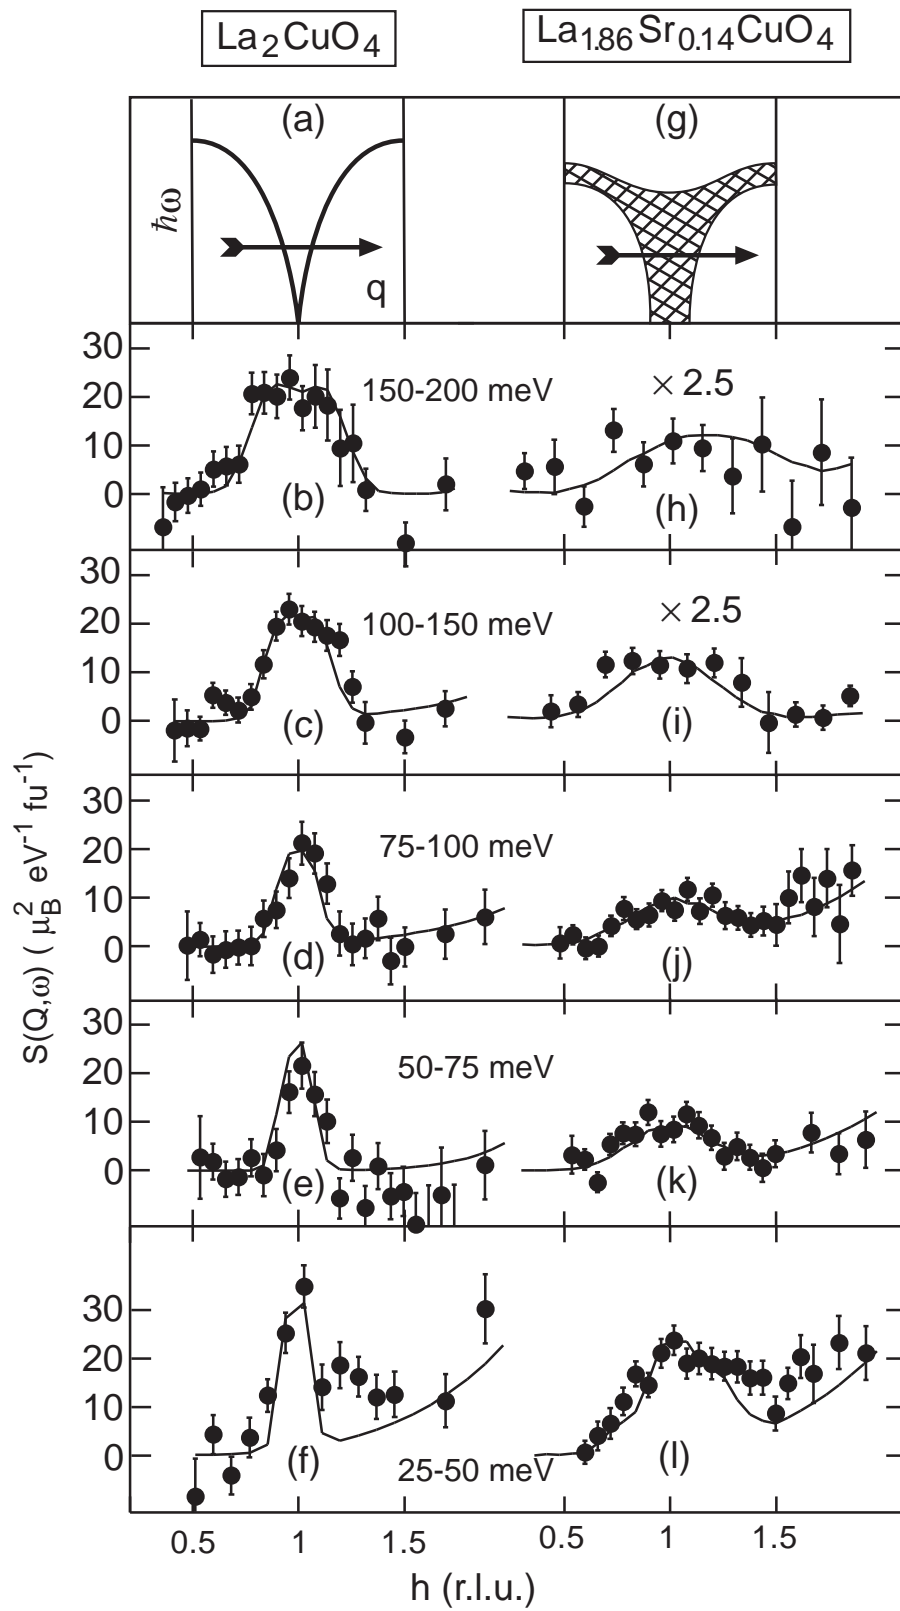 La2CuO4 La1.86Sr0.14CuO4
(a) (g)
ħω
q
30
20
10
0
150-200 meV × 2.5
(b) (h)
30
20
10
0
100-150 meV × 2.5
(c) (i)
30
20
10
0
75-100 meV
(d) (j)
30
20
10
0
50-75 meV
(e) (k)
30
20
10
0
(f) 25-50 meV (l)
S(Q,ω) ( μB^2 eV^-1 fu^-1)
0.5 1 1.5 0.5 1 1.5
h (r.l.u.)